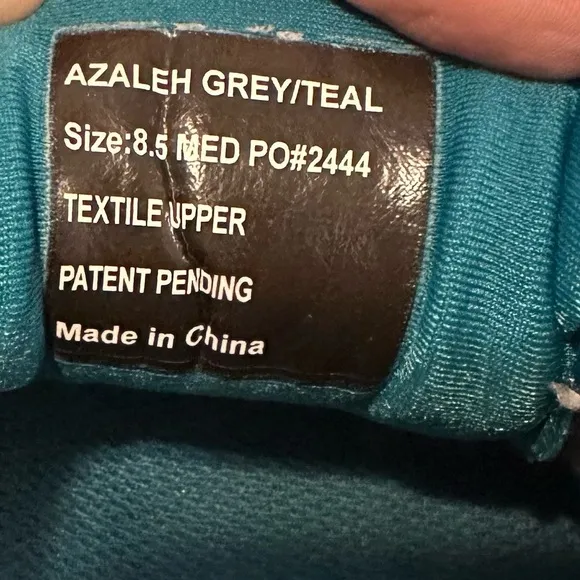 AZALEH GREY/TEAL
Size:8.5 MED PO#2444
TEXTILE UPPER
PATENT PENDING
Made in China